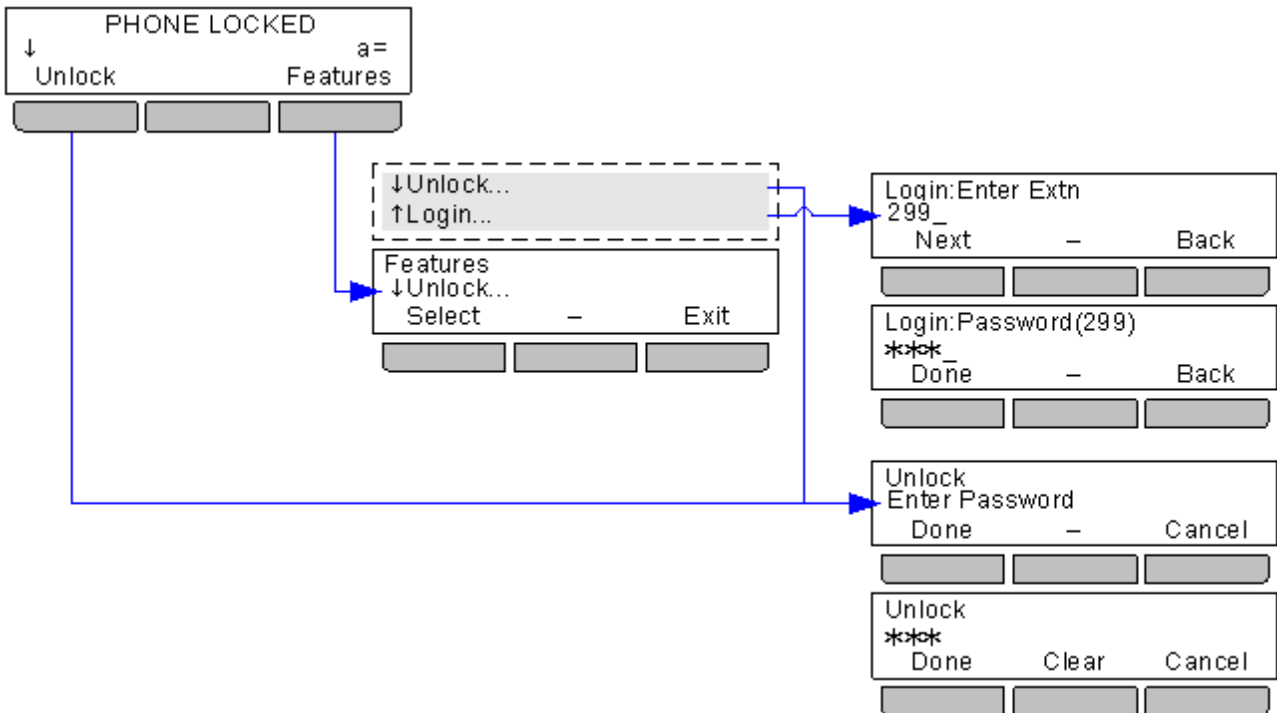 PHONE LOCKED
↓ a=
Unlock Features
↓Unlock...
↑Login...
Features
↓Unlock...
Select – Exit
Login:Enter Extn
299_
Next – Back
Login:Password(299)
***_
Done – Back
Unlock
Enter Password
Done – Cancel
Unlock
***
Done Clear Cancel